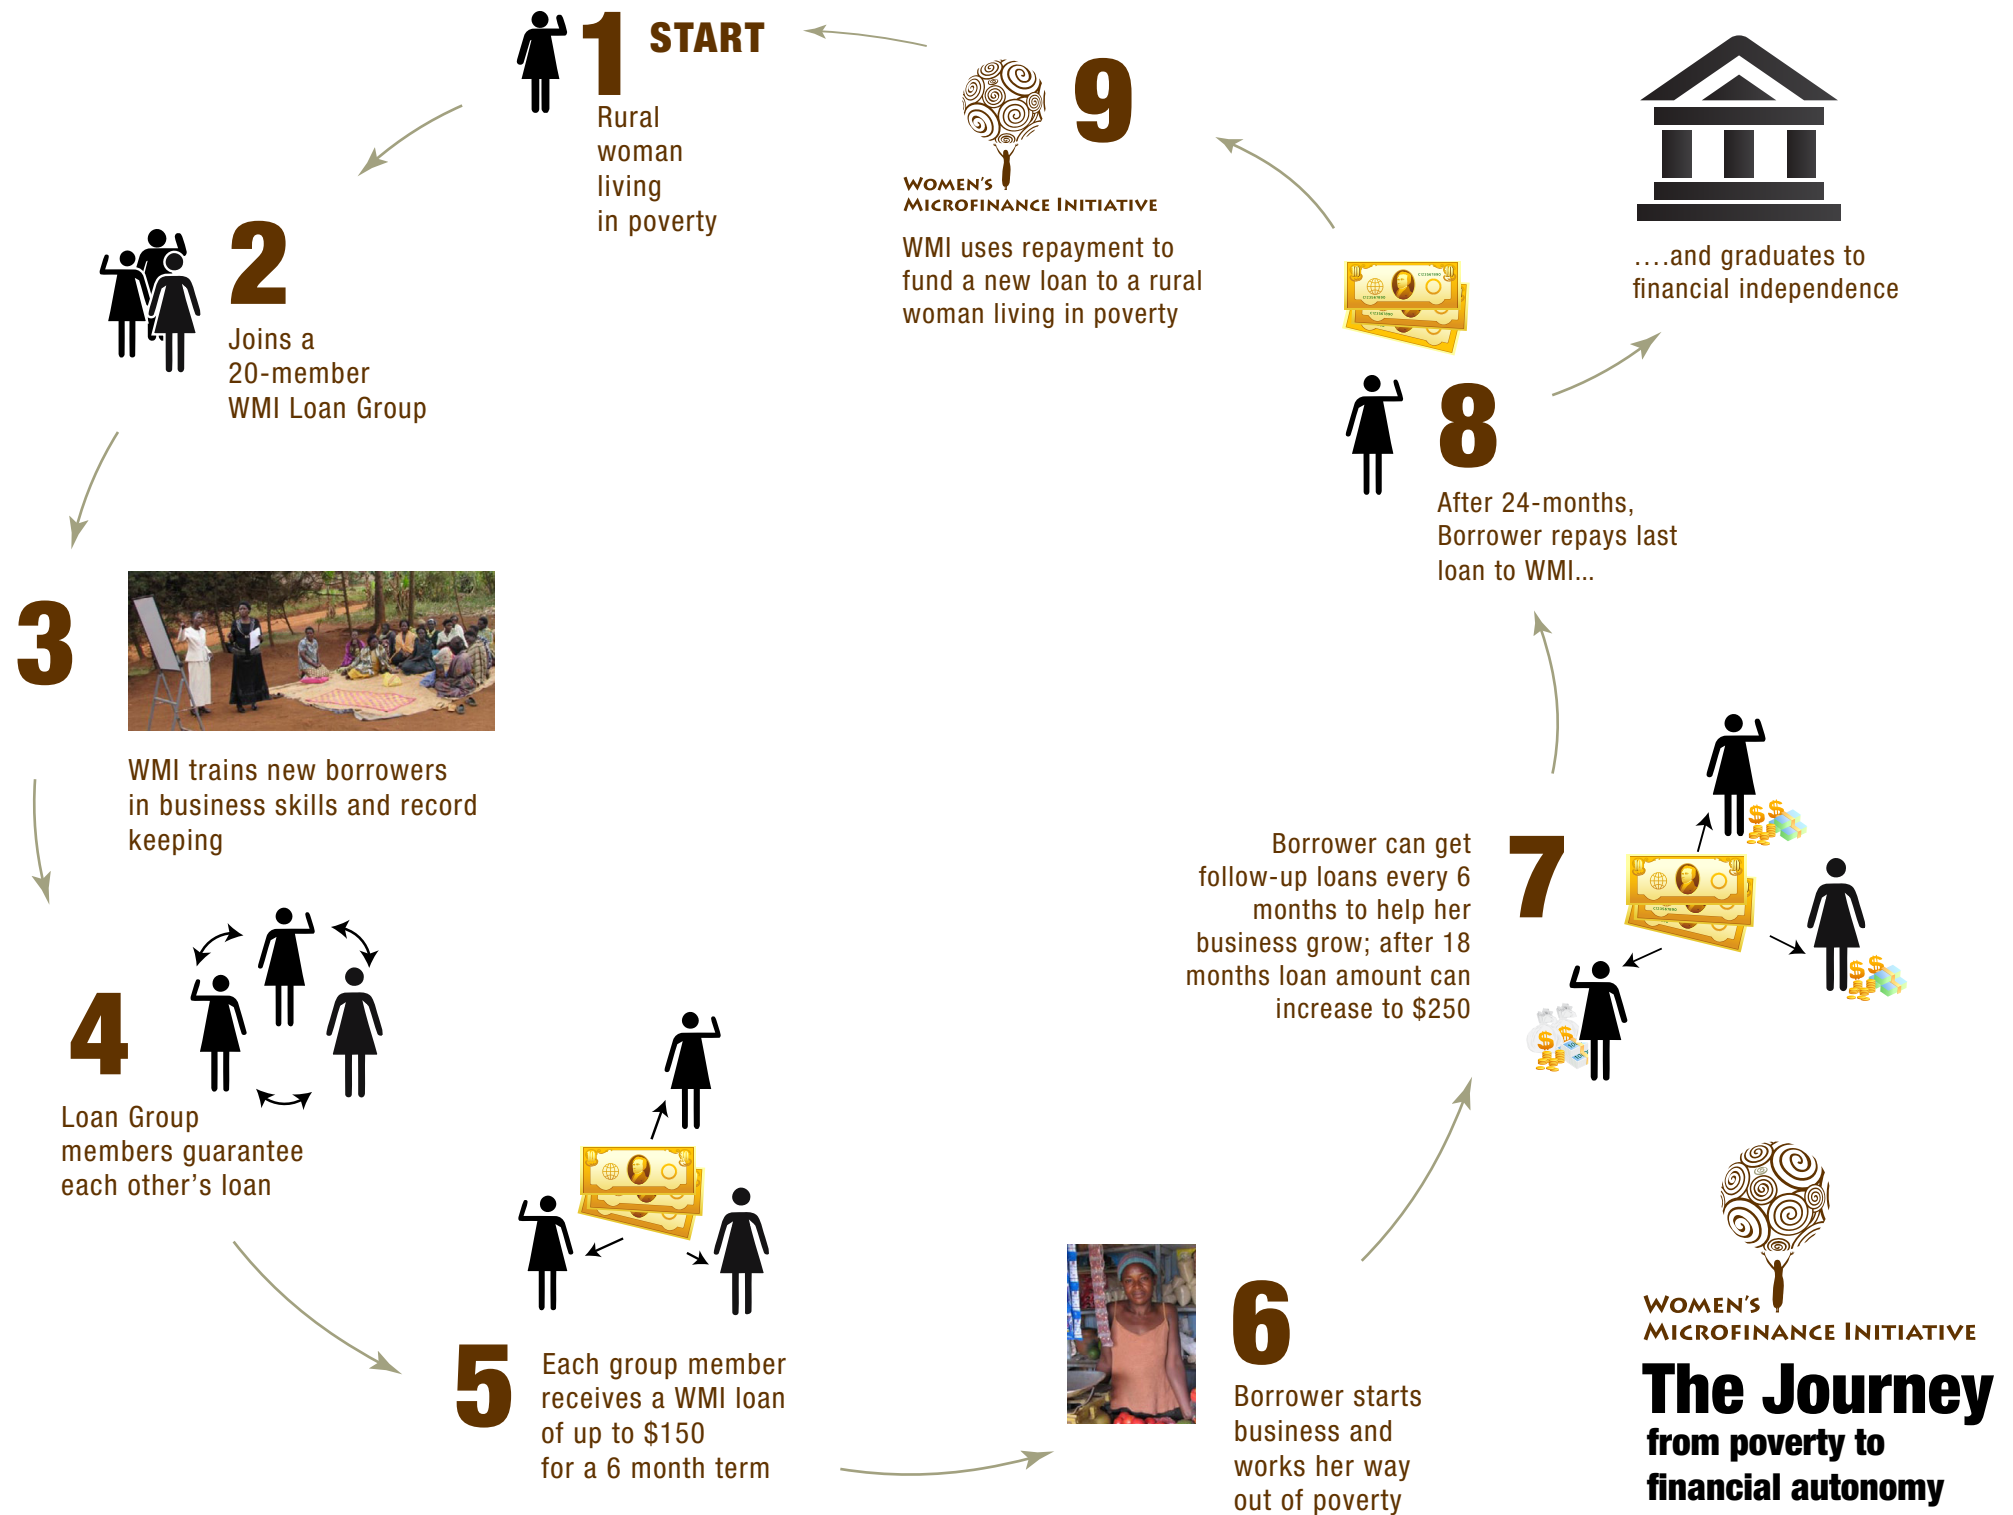 1 START
Rural
woman
living
in poverty
2
Joins a
20-member
WMI Loan Group
3
WMI trains new borrowers
in business skills and record
keeping
4
Loan Group
members guarantee
each other's loan
5
Each group member
receives a WMI loan
of up to $150
for a 6 month term
6
Borrower starts
business and
works her way
out of poverty
7
Borrower can get
follow-up loans every 6
months to help her
business grow; after 18
months loan amount can
increase to $250
8
After 24-months,
Borrower repays last
loan to WMI...
....and graduates to
financial independence
9
WOMEN'S
MICROFINANCE INITIATIVE
WMI uses repayment to
fund a new loan to a rural
woman living in poverty
WOMEN'S
MICROFINANCE INITIATIVE
The Journey
from poverty to
financial autonomy